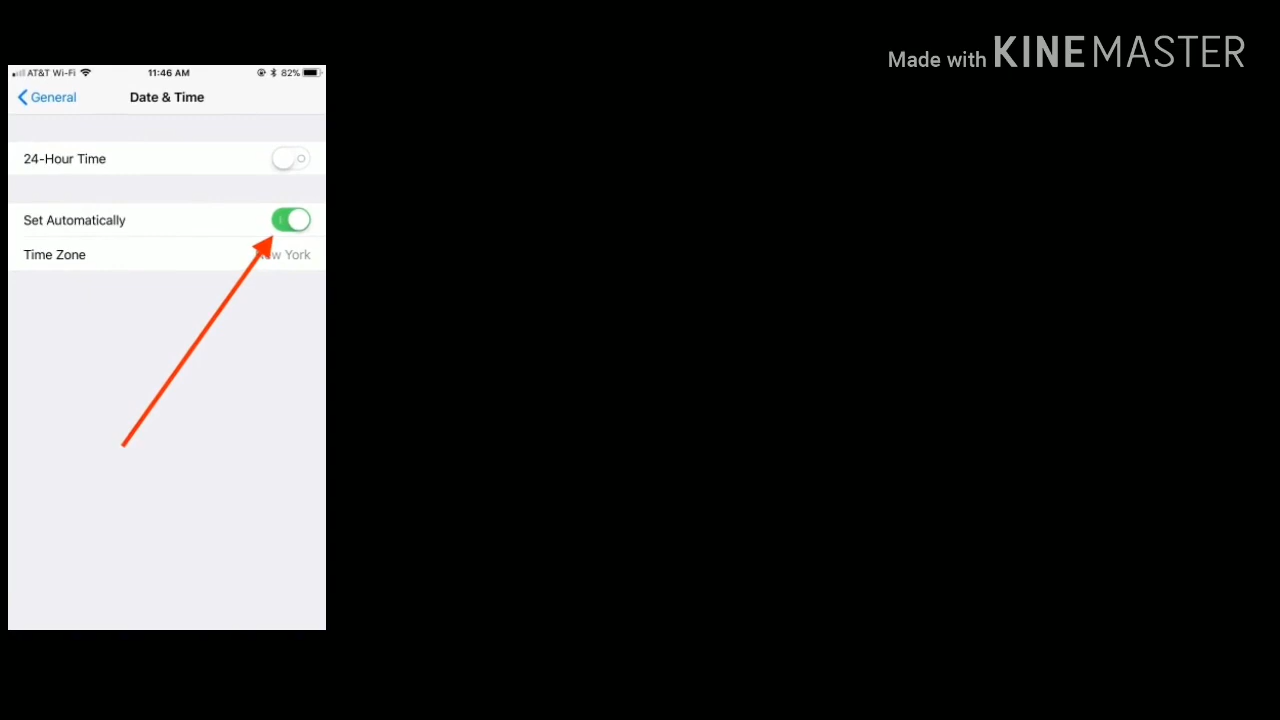 Made with KINEMASTER
AT&T Wi-Fi 11:46 AM 82%
General Date & Time
24-Hour Time
Set Automatically
Time Zone York